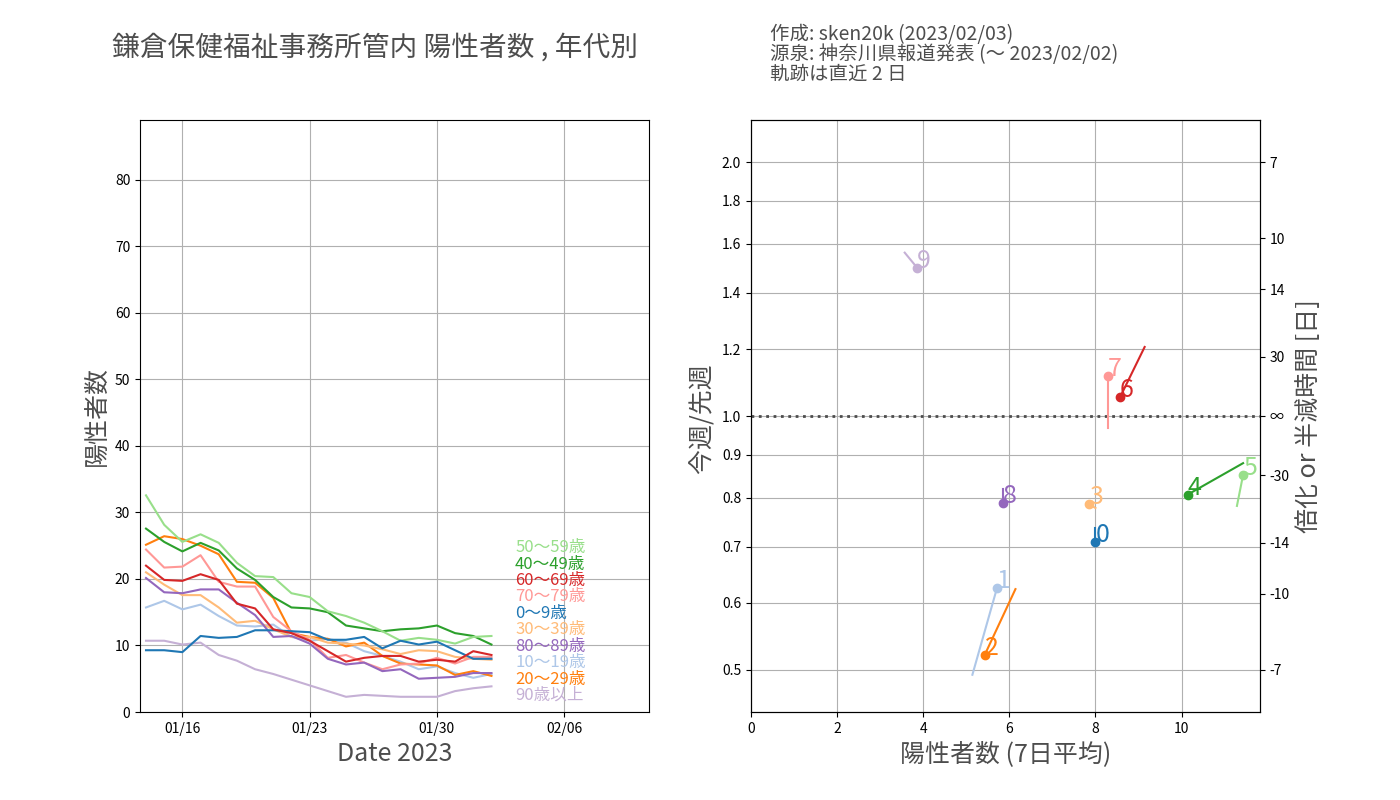 鎌倉保健福祉事務所管内 陽性者数 , 年代別
作成: sken20k (2023/02/03)
源泉: 神奈川県報道発表 (〜 2023/02/02)
軌跡は直近 2 日
陽性者数
80
70
60
50
40
30
20
10
0
01/16
01/23
01/30
02/06
Date 2023
50〜59歳
40〜49歳
60〜69歳
70〜79歳
0〜9歳
30〜39歳
80〜89歳
10〜19歳
20〜29歳
90歳以上
今週/先週
2.0
1.8
1.6
1.4
1.2
1.0
0.9
0.8
0.7
0.6
0.5
0
2
4
6
8
10
陽性者数 (7日平均)
9
7
6
5
4
8
3
0
1
2
7
10
14
30
∞
-30
-14
-10
-7
倍化 or 半減時間 [日]